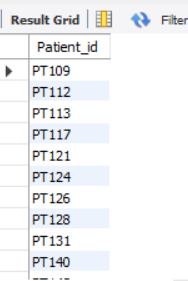 Result Grid Filter
Patient_id
PT109
PT112
PT113
PT117
PT121
PT124
PT126
PT128
PT131
PT140